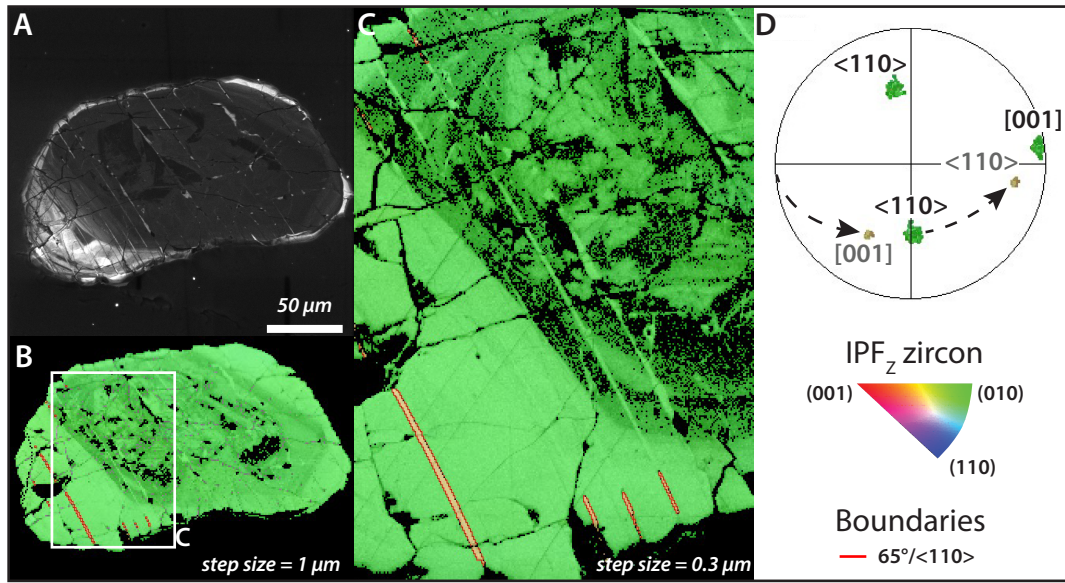 A
50 µm
B
C
step size = 1 µm
C
step size = 0.3 µm
D
<110>
[001]
<110>
<110>
[001]
IPFZ zircon
(001)
(010)
(110)
Boundaries
65°/<110>